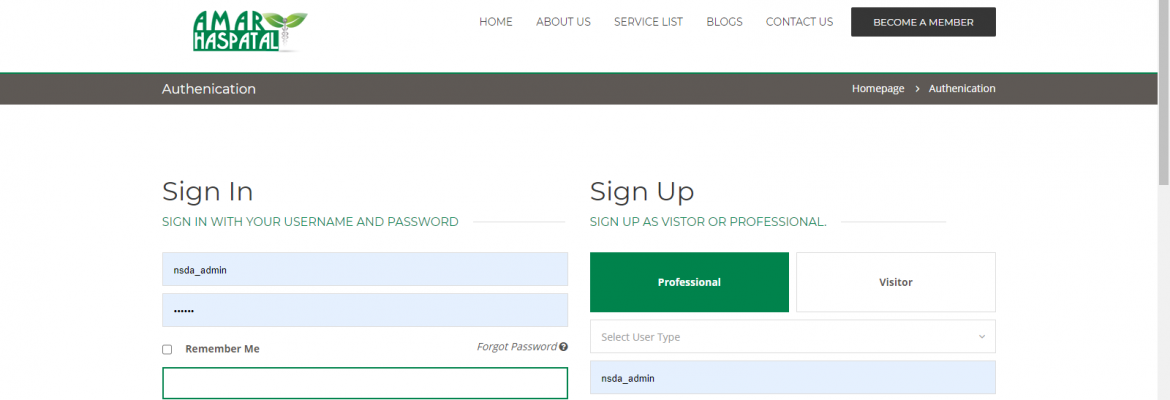 AMAR
HASPATAL
HOME ABOUT US SERVICE LIST BLOGS CONTACT US BECOME A MEMBER
Authenication
Homepage > Authenication
Sign In
SIGN IN WITH YOUR USERNAME AND PASSWORD
nsda_admin
••••••
Remember Me
Forgot Password
Sign Up
SIGN UP AS VISTOR OR PROFESSIONAL.
Professional Visitor
Select User Type
nsda_admin